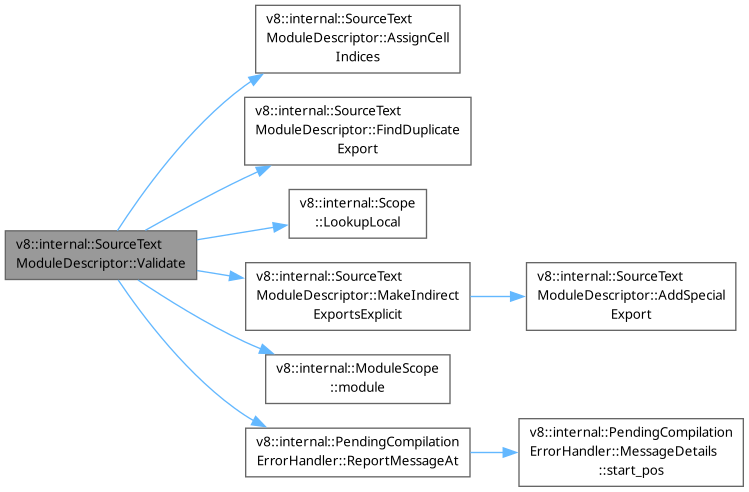 v8::internal::SourceText
ModuleDescriptor::AssignCell
Indices
v8::internal::SourceText
ModuleDescriptor::FindDuplicate
Export
v8::internal::Scope
::LookupLocal
v8::internal::SourceText
ModuleDescriptor::Validate
v8::internal::SourceText
ModuleDescriptor::MakeIndirect
ExportsExplicit
v8::internal::SourceText
ModuleDescriptor::AddSpecial
Export
v8::internal::ModuleScope
::module
v8::internal::PendingCompilation
ErrorHandler::ReportMessageAt
v8::internal::PendingCompilation
ErrorHandler::MessageDetails
::start_pos